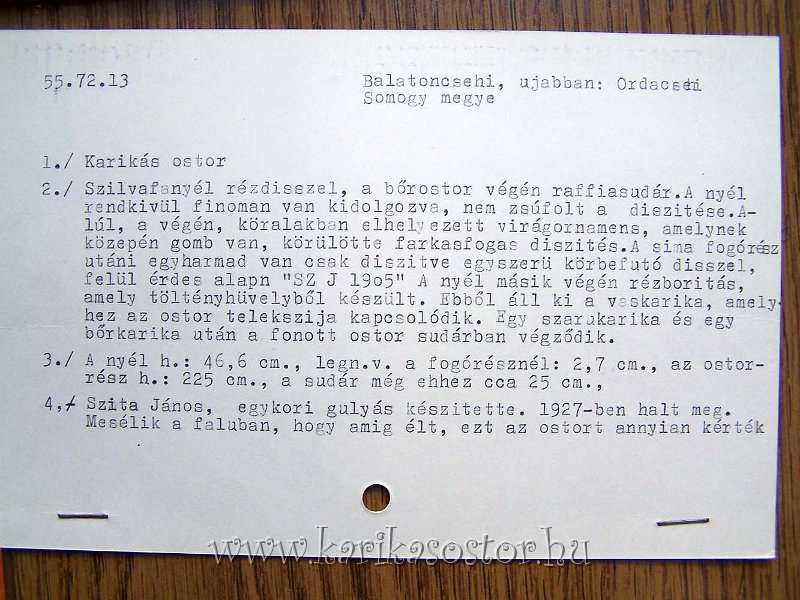 55.72.13 Balatoncsehi, ujabban: Ordacsehi
Somogy megye
1./ Karikás ostor
2./ Szilvafanyél rézdisszel, a bőrostor végén raffiasudár.A nyél
rendkivül finoman van kidolgozva, nem zsúfolt a diszitése.A-
lúl, a végén, köralakban elhelyezett virágornamens, amelynek
közepén gomb van, körülötte farkasfogas diszités.A sima fogórész
utáni egyharmad van csak diszitve egyszerü körbefutó disszel,
felül érdes alapn "SZ J 19o5" A nyél másik végén rézboritás,
amely töltényhüvelyből készült. Ebből áll ki a vaskarika, amely-
hez az ostor telekszija kapcsolódik. Egy szarukarika és egy
bőrkarika után a fonott ostor sudárban végződik.
3./ A nyél h.: 46,6 cm., legn.v. a fogórésznél: 2,7 cm., az ostor-
rész h.: 225 cm., a sudár még ehhez cca 25 cm.,
4,/ Szita János, egykori gulyás készitette. 1927-ben halt meg.
Mesélik a faluban, hogy amig élt, ezt az ostort annyian kérték
www.karikasostor.hu